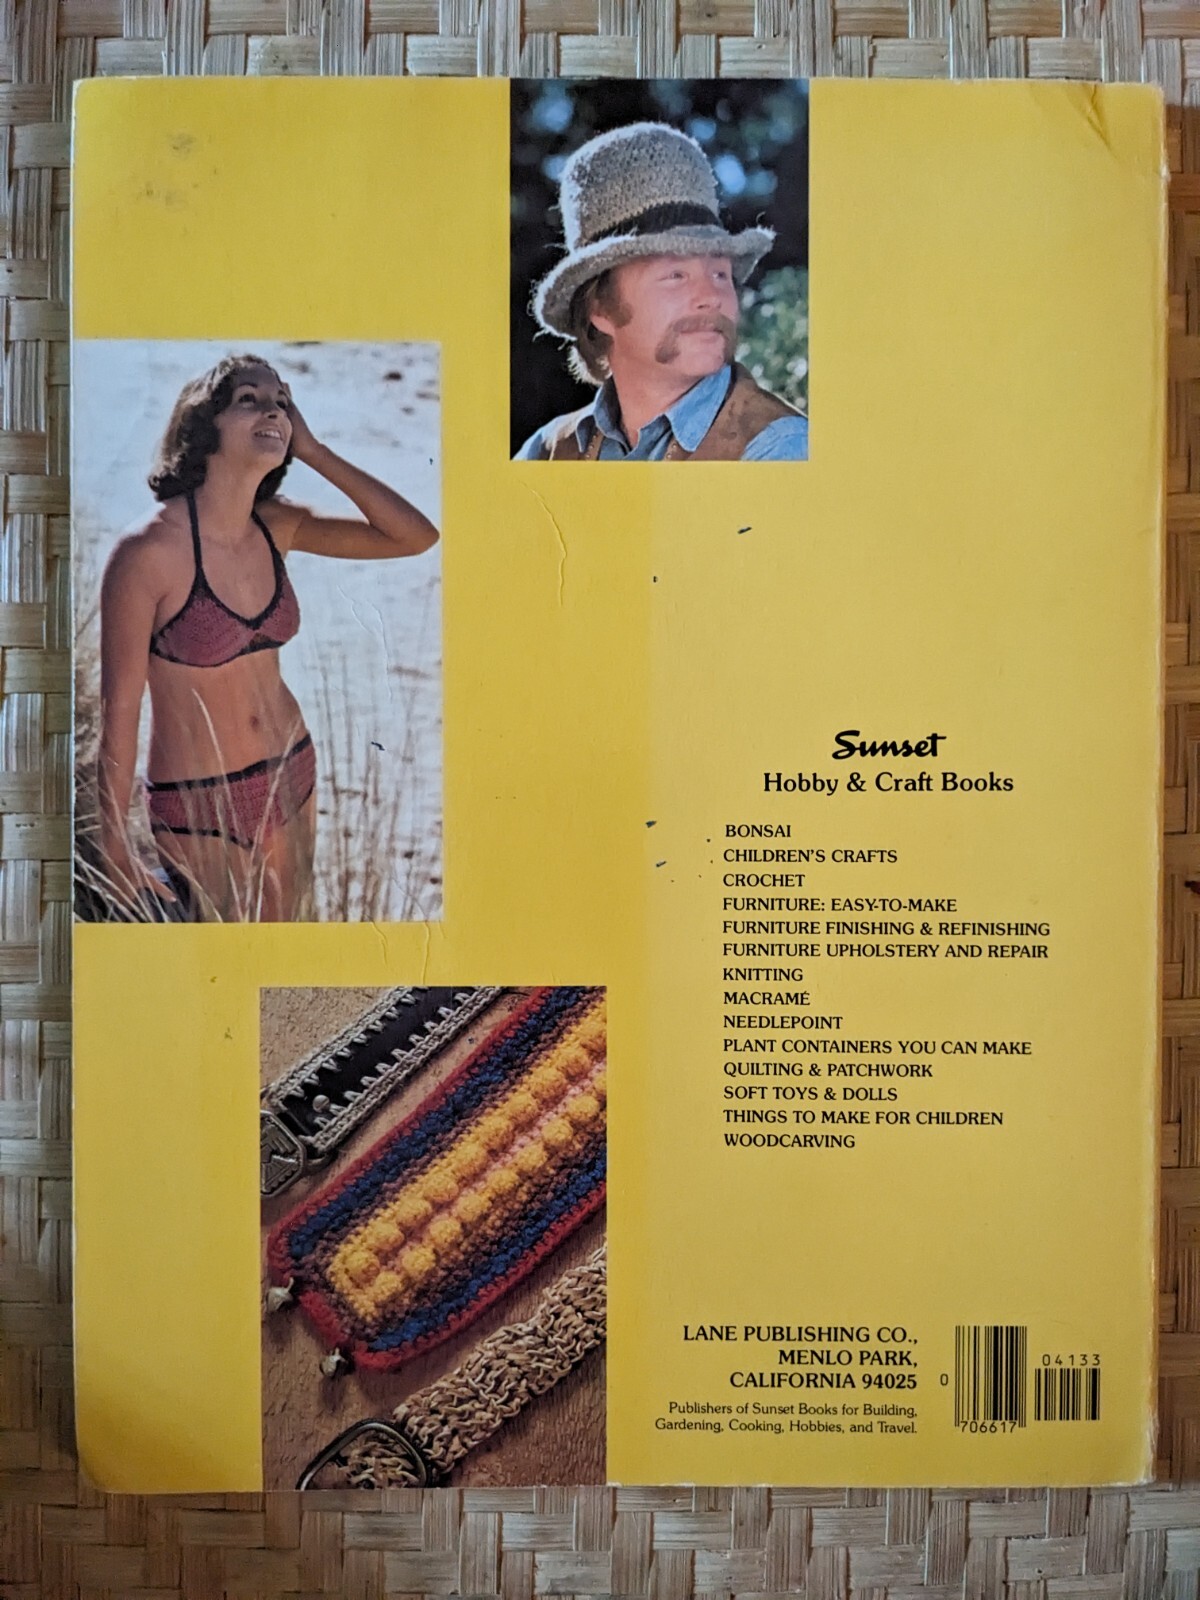 Sunset
Hobby & Craft Books
BONSAI
CHILDREN'S CRAFTS
CROCHET
FURNITURE: EASY-TO-MAKE
FURNITURE FINISHING & REFINISHING
FURNITURE UPHOLSTERY AND REPAIR
KNITTING
MACRAMÉ
NEEDLEPOINT
PLANT CONTAINERS YOU CAN MAKE
QUILTING & PATCHWORK
SOFT TOYS & DOLLS
THINGS TO MAKE FOR CHILDREN
WOODCARVING
LANE PUBLISHING CO.,
MENLO PARK,
CALIFORNIA 94025
Publishers of Sunset Books for Building,
Gardening, Cooking, Hobbies, and Travel.
04133
0
706617